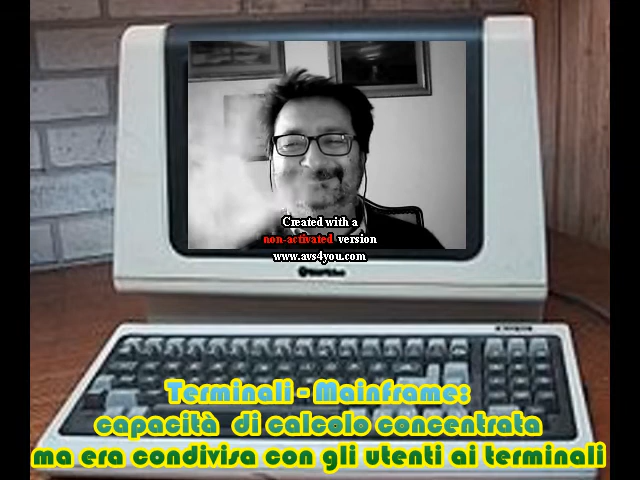 Created with a
non-activated version
www.avs4you.com
Terminali - Mainframe:
capacità di calcolo concentrata
ma era condivisa con gli utenti ai terminali